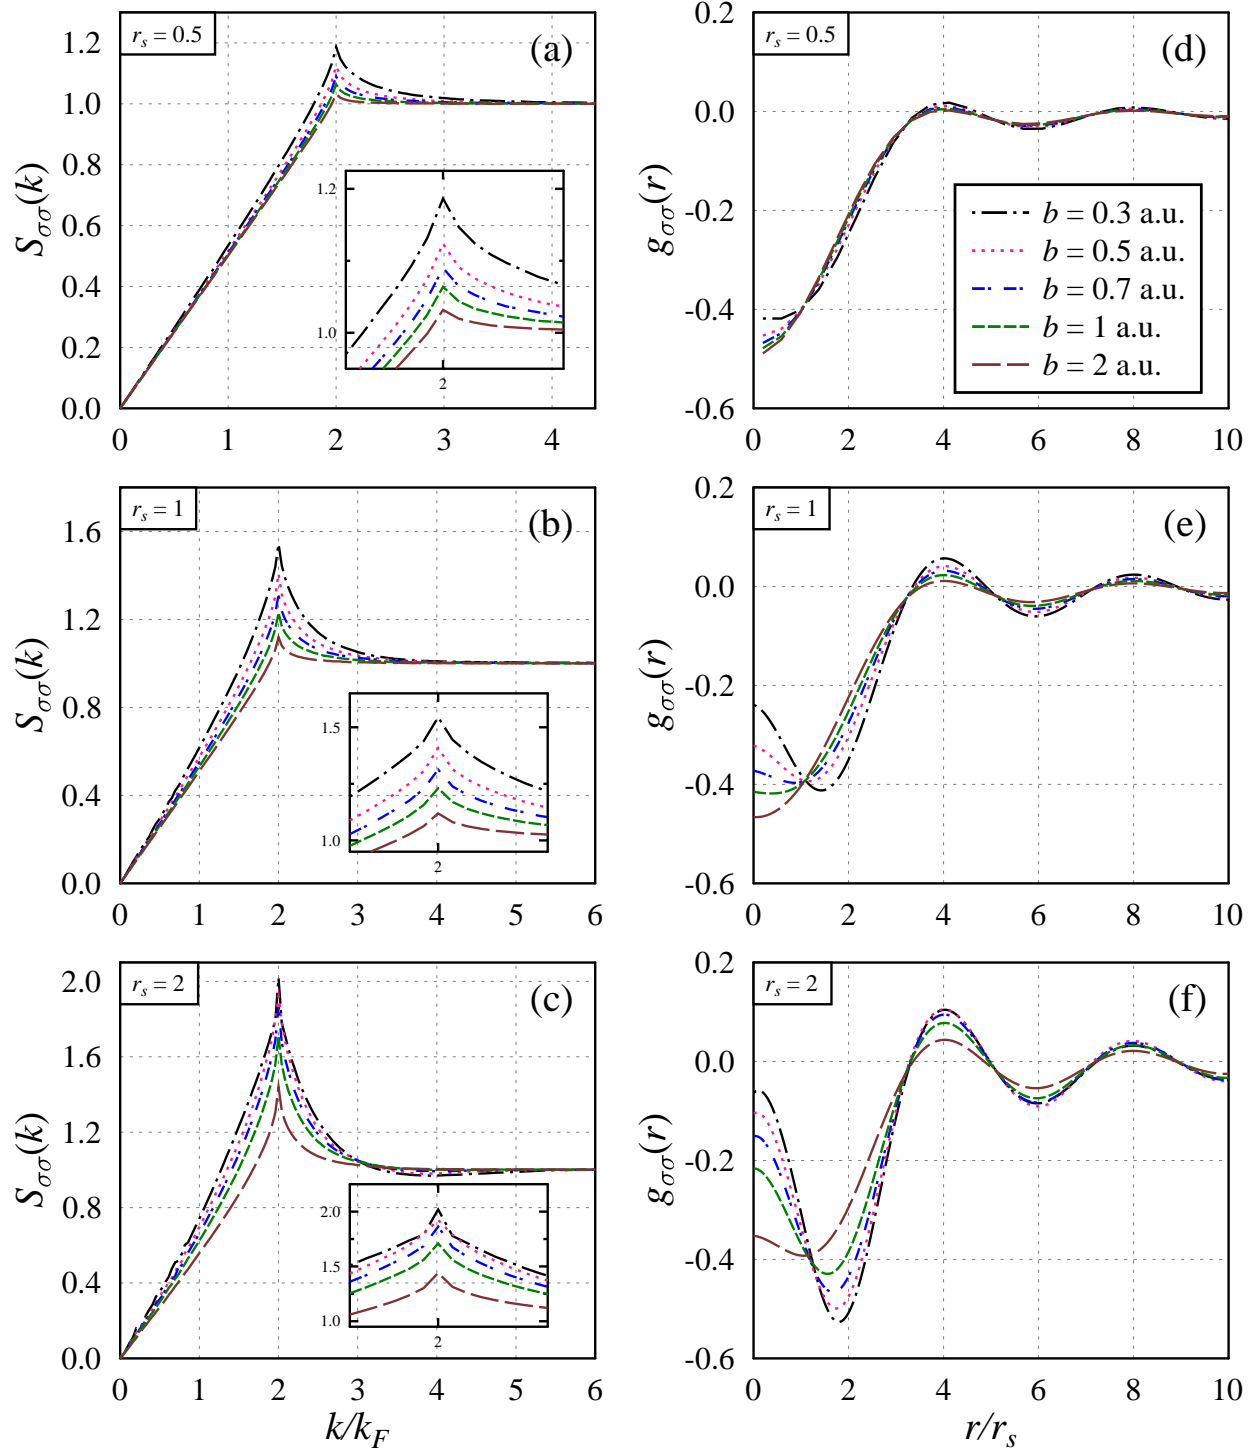 r_s = 0.5
(a)
1.2
1.0
0.8
0.6
0.4
0.2
0.0
S_σσ(k)
1.2
1.0
2
0 1 2 3 4
r_s = 0.5
(d)
0.2
0.0
-0.2
-0.4
-0.6
g_σσ(r)
b = 0.3 a.u.
b = 0.5 a.u.
b = 0.7 a.u.
b = 1 a.u.
b = 2 a.u.
0 2 4 6 8 10
r_s = 1
(b)
1.6
1.2
0.8
0.4
0.0
S_σσ(k)
1.5
1.0
2
0 1 2 3 4 5 6
r_s = 1
(e)
0.2
0.0
-0.2
-0.4
-0.6
g_σσ(r)
0 2 4 6 8 10
r_s = 2
(c)
2.0
1.6
1.2
0.8
0.4
0.0
S_σσ(k)
2.0
1.5
1.0
2
0 1 2 3 4 5 6
k/k_F
r_s = 2
(f)
0.2
0.0
-0.2
-0.4
-0.6
g_σσ(r)
0 2 4 6 8 10
r/r_s